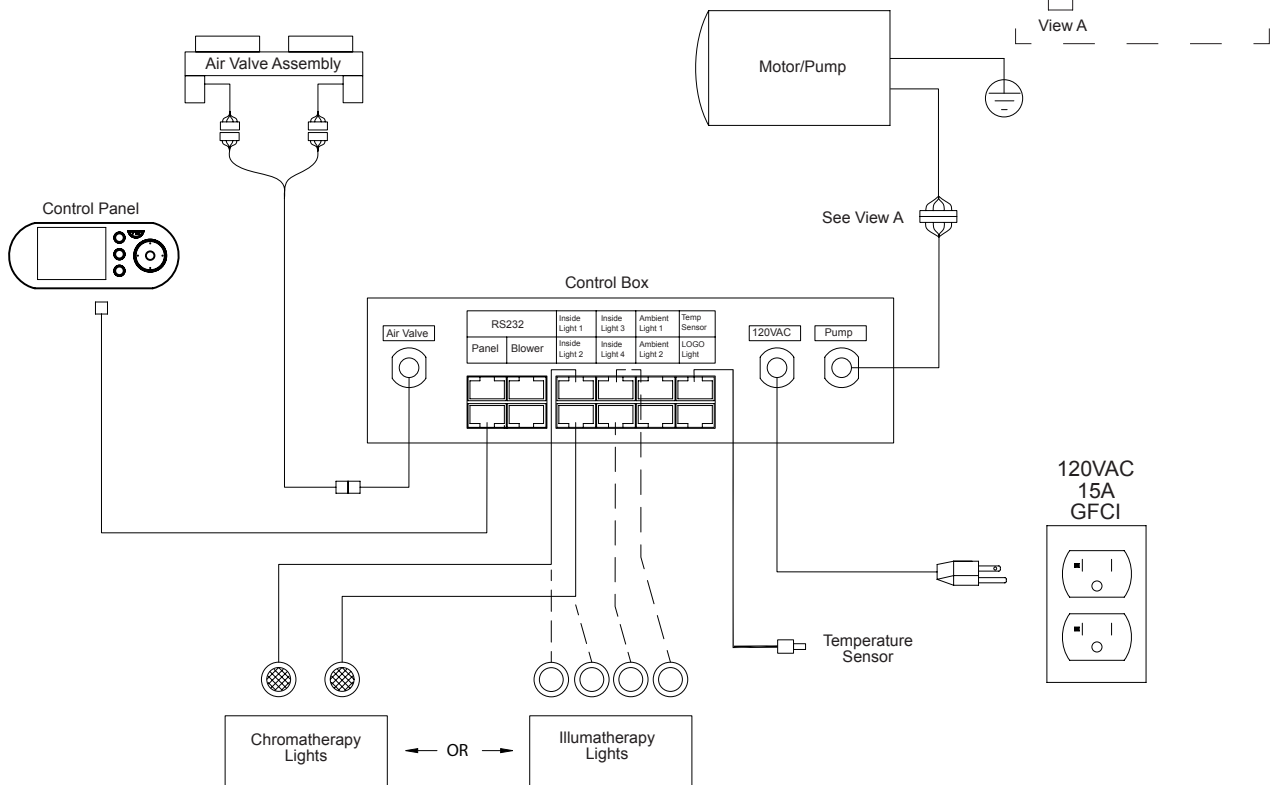 View A
Air Valve Assembly
Motor/Pump
Control Panel
See View A
Control Box
Air Valve
RS232
Panel
Blower
Inside
Light 1
Inside
Light 3
Ambient
Light 1
Temp
Sensor
Inside
Light 2
Inside
Light 4
Ambient
Light 2
LOGO
Light
120VAC
Pump
120VAC
15A
GFCI
Temperature
Sensor
Chromatherapy
Lights
OR
Illumatherapy
Lights